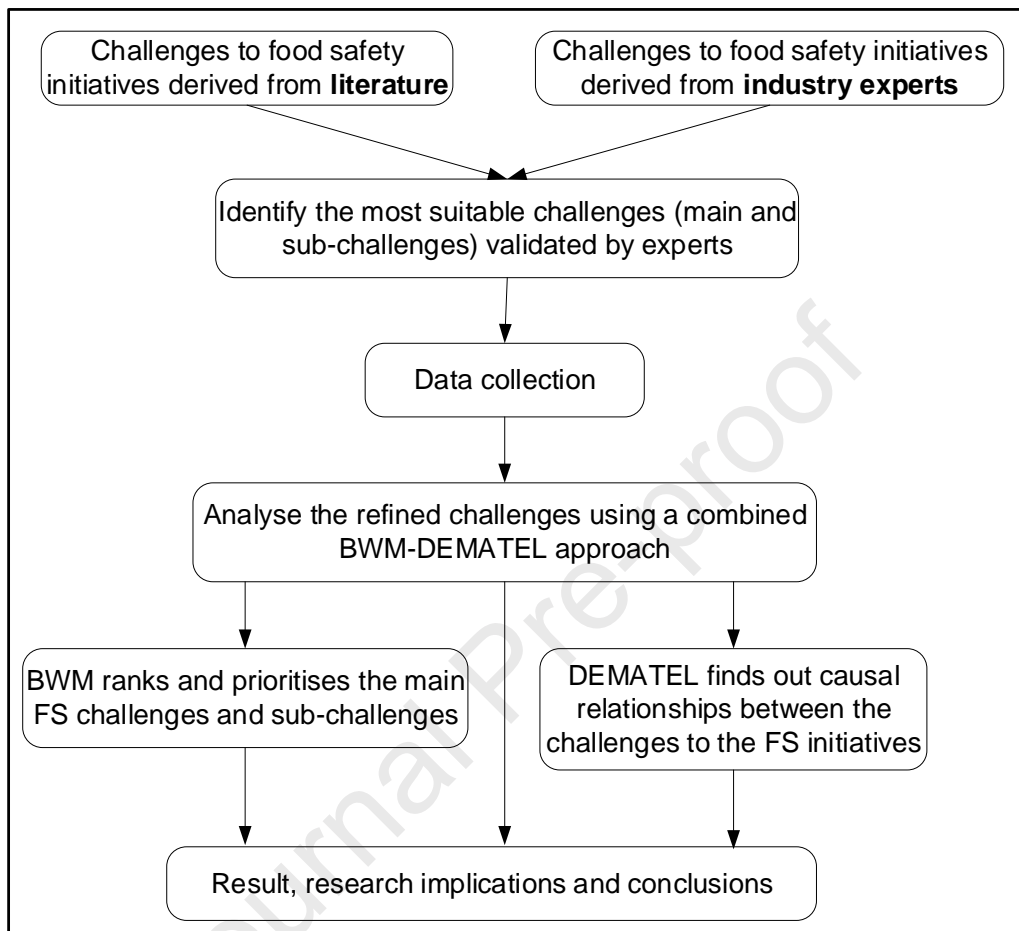 Challenges to food safety
initiatives derived from literature
Challenges to food safety initiatives
derived from industry experts
Identify the most suitable challenges (main and
sub-challenges) validated by experts
Data collection
Analyse the refined challenges using a combined
BWM-DEMATEL approach
BWM ranks and prioritises the main
FS challenges and sub-challenges
DEMATEL finds out causal
relationships between the
challenges to the FS initiatives
Result, research implications and conclusions
urnal Pre-proof